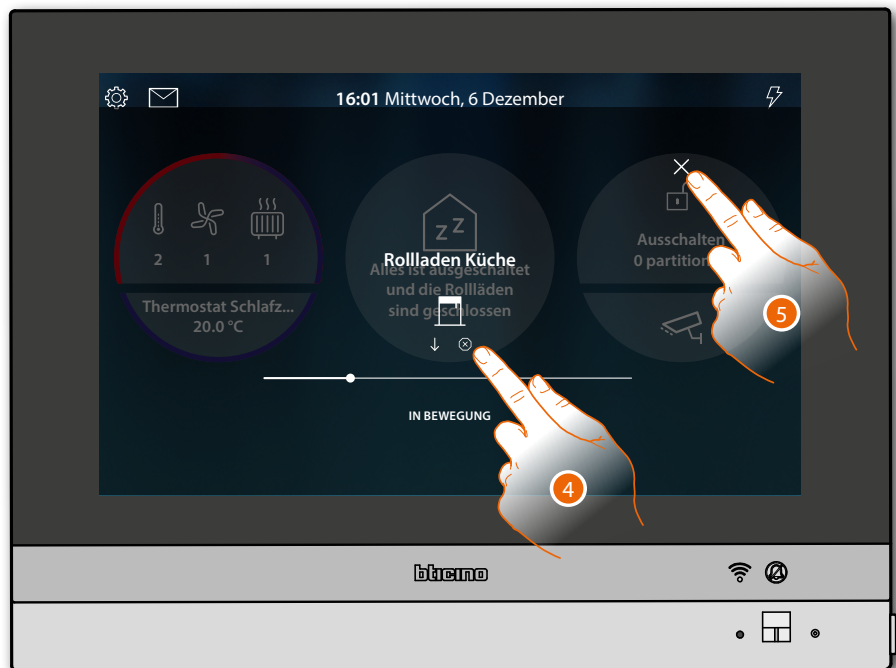 16:01 Mittwoch, 6 Dezember
2 1 1
Thermostat Schlafz...
20.0 °C
Z Z
Rollladen Küche
Alles ist ausgeschaltet
und die Rollläden
sind geschlossen
IN BEWEGUNG
Ausschalten
0 partition
4
5
bticino